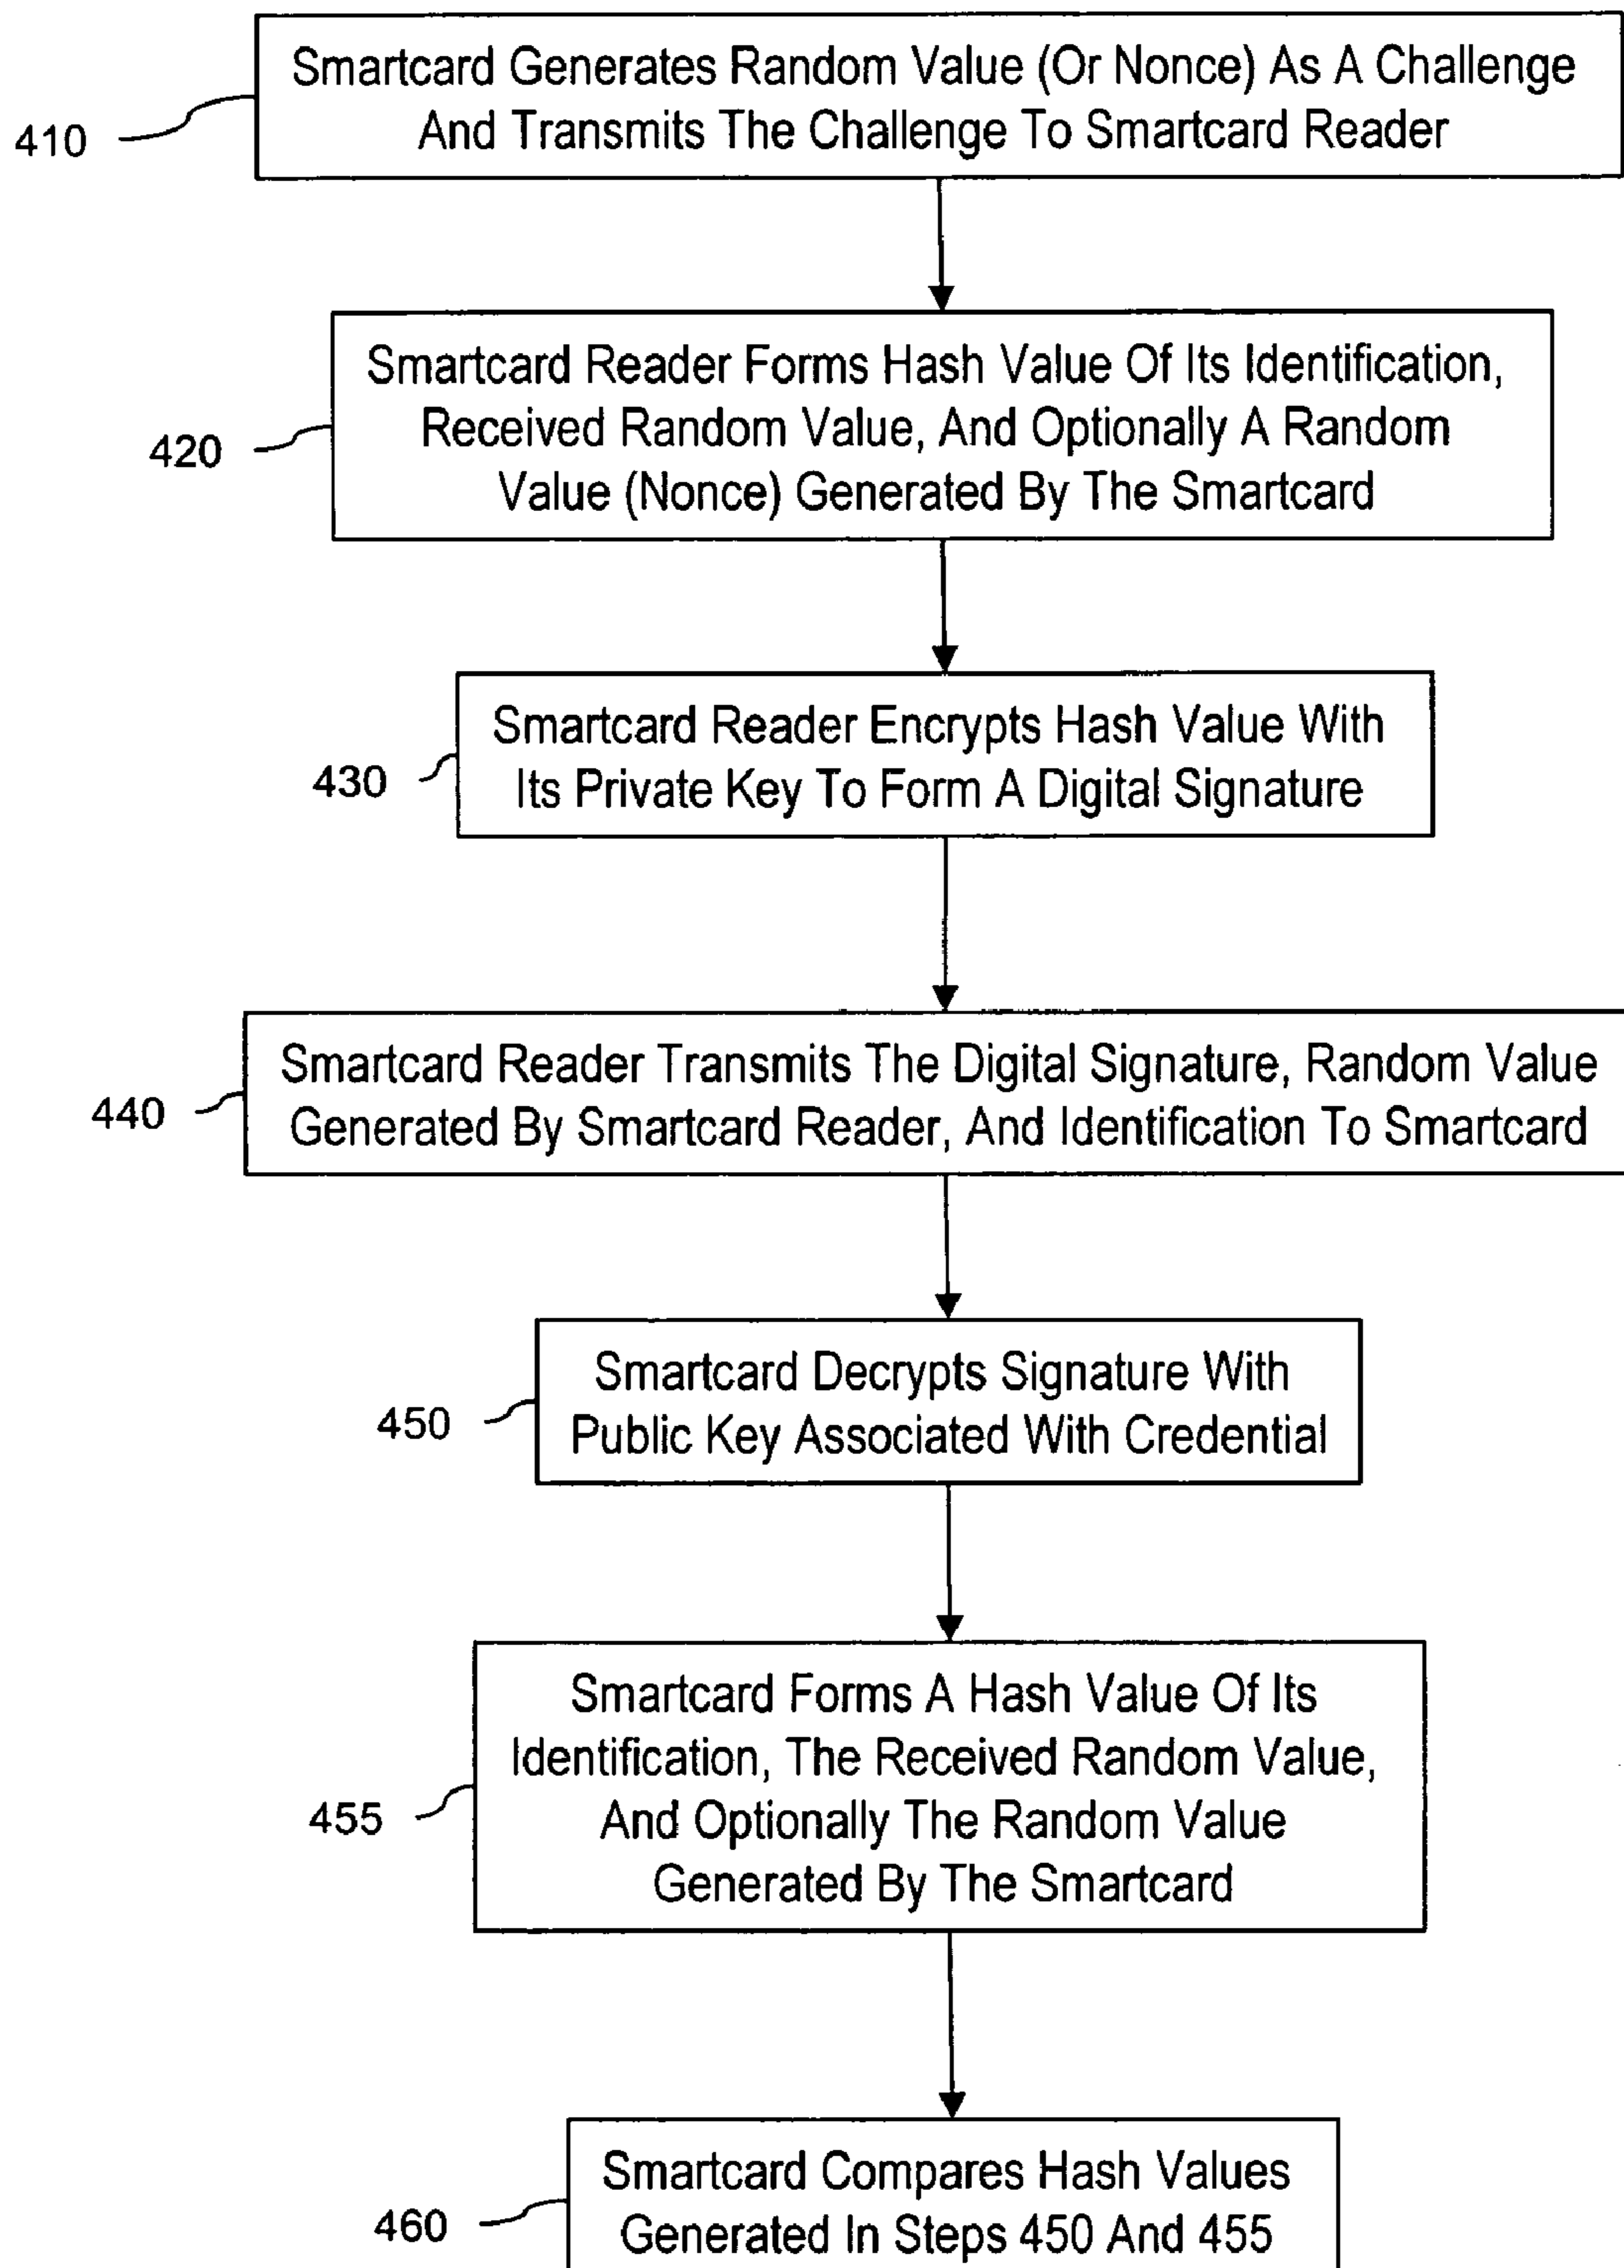 Smartcard Generates Random Value (Or Nonce) As A Challenge
And Transmits The Challenge To Smartcard Reader
410
Smartcard Reader Forms Hash Value Of Its Identification,
Received Random Value, And Optionally A Random
Value (Nonce) Generated By The Smartcard
420
Smartcard Reader Encrypts Hash Value With
Its Private Key To Form A Digital Signature
430
Smartcard Reader Transmits The Digital Signature, Random Value
Generated By Smartcard Reader, And Identification To Smartcard
440
Smartcard Decrypts Signature With
Public Key Associated With Credential
450
Smartcard Forms A Hash Value Of Its
Identification, The Received Random Value,
And Optionally The Random Value
Generated By The Smartcard
455
Smartcard Compares Hash Values
Generated In Steps 450 And 455
460